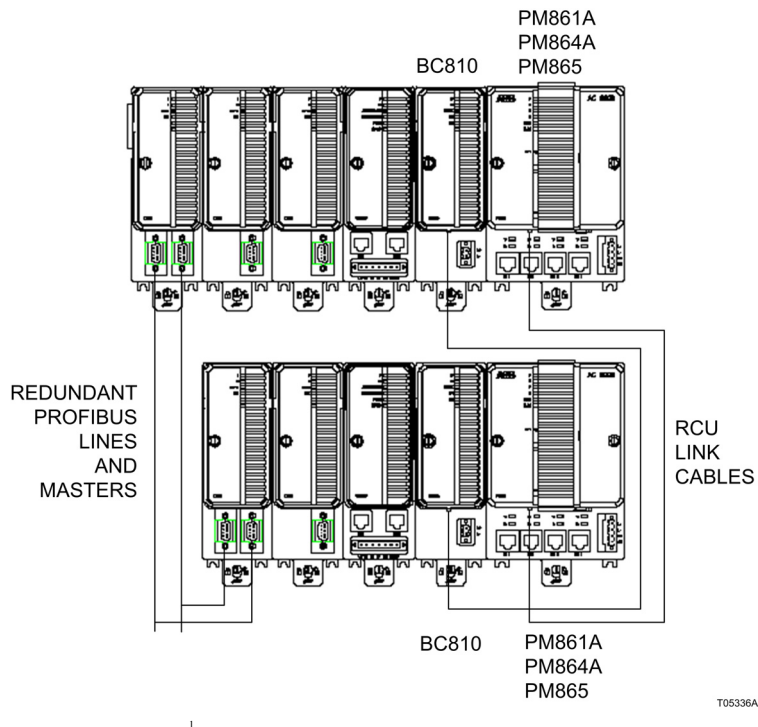 PM861A
PM864A
BC810 PM865
REDUNDANT
PROFIBUS
LINES
AND
MASTERS
RCU
LINK
CABLES
BC810 PM861A
PM864A
PM865
T05336A